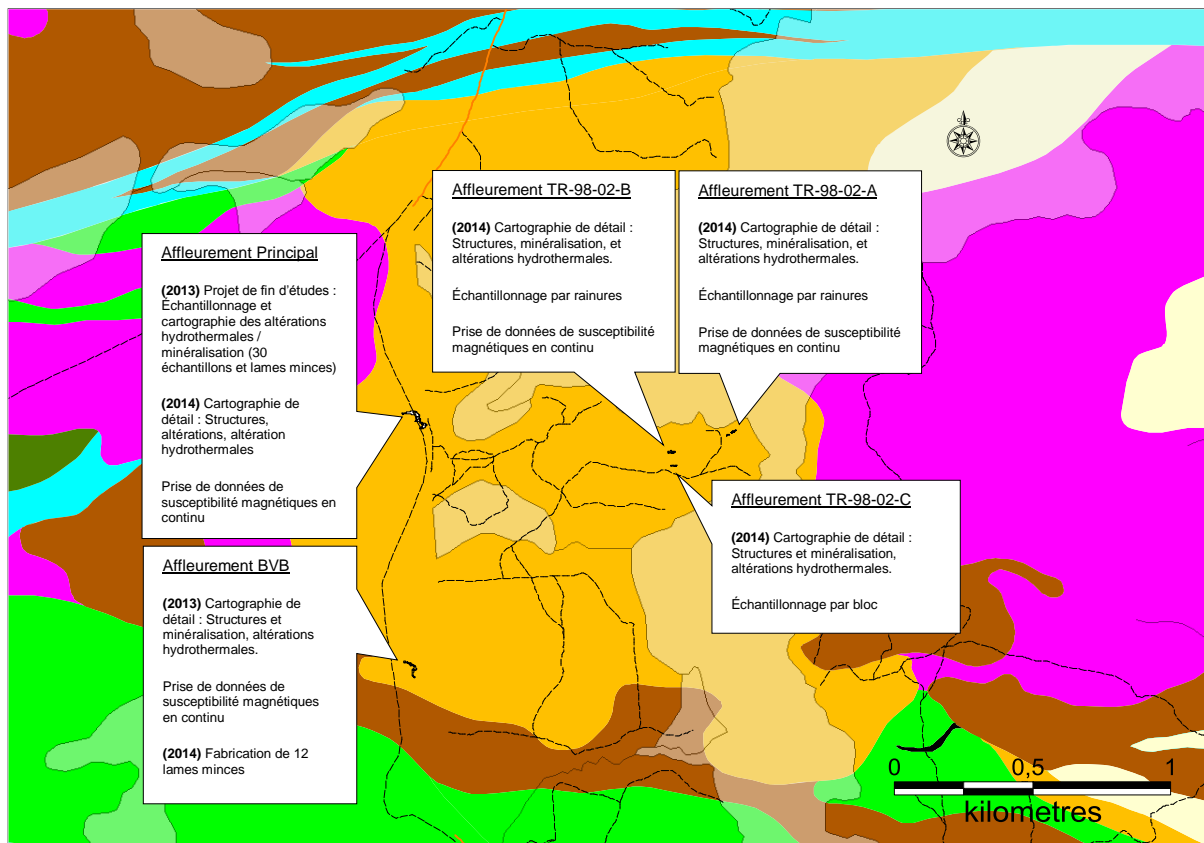 Affleurement TR-98-02-B
(2014) Cartographie de détail :
Structures, minéralisation, et
altérations hydrothermales.
Échantillonnage par rainures
Prise de données de susceptibilité
magnétiques en continu
Affleurement TR-98-02-A
(2014) Cartographie de détail :
Structures, minéralisation, et
altérations hydrothermales.
Échantillonnage par rainures
Prise de données de susceptibilité
magnétiques en continu
Affleurement Principal
(2013) Projet de fin d'études :
Échantillonnage et
cartographie des altérations
hydrothermales /
minéralisation (30
échantillons et lames minces)
(2014) Cartographie de
détail : Structures,
altérations, altération
hydrothermales
Prise de données de
susceptibilité magnétiques en
continu
Affleurement TR-98-02-C
(2014) Cartographie de détail :
Structures et minéralisation,
altérations hydrothermales.
Échantillonnage par bloc
Affleurement BVB
(2013) Cartographie de
détail : Structures et
minéralisation, altérations
hydrothermales.
Prise de données de
susceptibilité magnétiques
en continu
(2014) Fabrication de 12
lames minces
0 0,5 1
kilometres